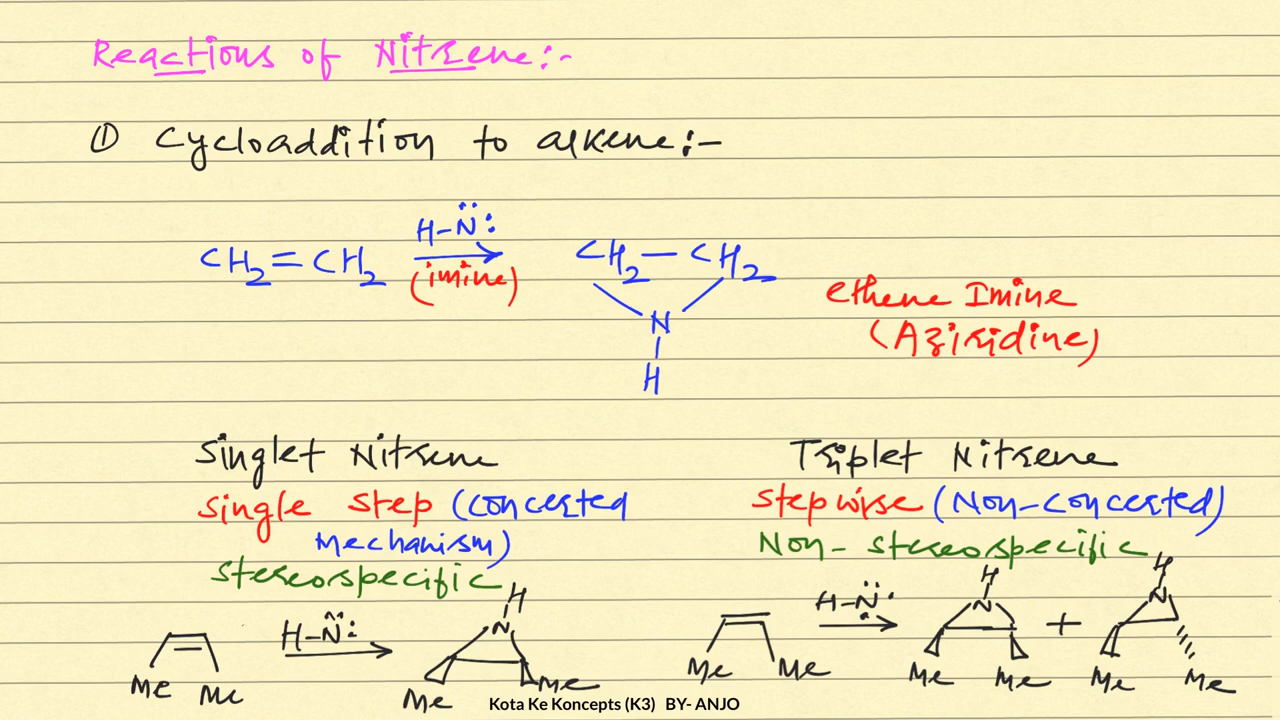 Reactions of Nitrene:-
① Cycloaddition to alkene:-
CH2=CH2 H-N̈: (imine) CH2-CH2
N
H
ethene Imine
(Aziridine)
Singlet Nitrene
Single Step (Concerted
Mechanism)
Stereospecific
Triplet Nitrene
Stepwise (Non-Concerted)
Non-stereospecific
H-N̈:
Me Me
H
N
Me Me
H-N̈·
Me Me
H
N
Me Me
+
H
N
Me Me
Kota Ke Koncepts (K3) BY- ANJO